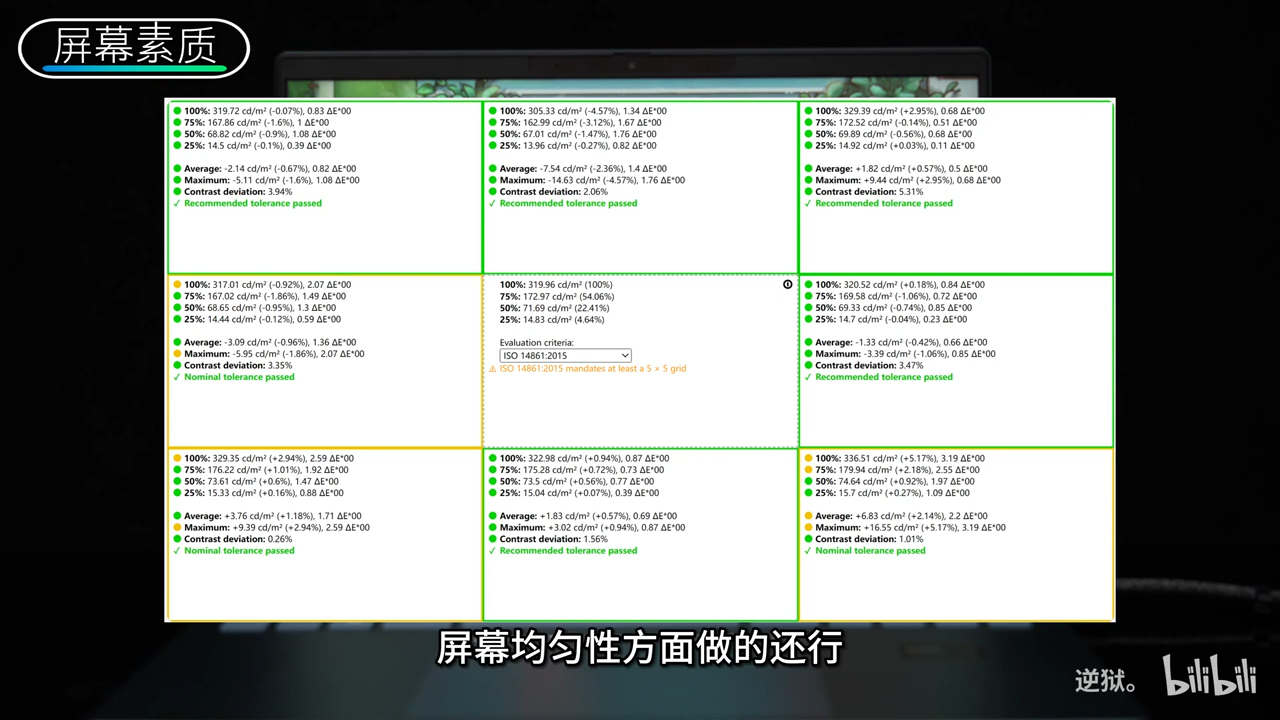 屏幕素质
100%: 319.72 cd/m² (-0.07%), 0.83 ΔE*00
75%: 167.86 cd/m² (-1.6%), 1 ΔE*00
50%: 68.82 cd/m² (-0.9%), 1.08 ΔE*00
25%: 14.5 cd/m² (-0.1%), 0.39 ΔE*00
Average: -2.14 cd/m² (-0.67%), 0.82 ΔE*00
Maximum: -5.11 cd/m² (-1.6%), 1.08 ΔE*00
Contrast deviation: 3.94%
✓ Recommended tolerance passed
100%: 305.33 cd/m² (-4.57%), 1.34 ΔE*00
75%: 162.99 cd/m² (-3.12%), 1.67 ΔE*00
50%: 67.01 cd/m² (-1.47%), 1.76 ΔE*00
25%: 13.96 cd/m² (-0.27%), 0.82 ΔE*00
Average: -7.54 cd/m² (-2.36%), 1.4 ΔE*00
Maximum: -14.63 cd/m² (-4.57%), 1.76 ΔE*00
Contrast deviation: 2.06%
✓ Recommended tolerance passed
100%: 329.39 cd/m² (+2.95%), 0.68 ΔE*00
75%: 172.52 cd/m² (-0.14%), 0.51 ΔE*00
50%: 69.89 cd/m² (-0.56%), 0.68 ΔE*00
25%: 14.92 cd/m² (+0.03%), 0.11 ΔE*00
Average: +1.82 cd/m² (+0.57%), 0.5 ΔE*00
Maximum: +9.44 cd/m² (+2.95%), 0.68 ΔE*00
Contrast deviation: 5.31%
✓ Recommended tolerance passed
100%: 317.01 cd/m² (-0.92%), 2.07 ΔE*00
75%: 167.02 cd/m² (-1.86%), 1.49 ΔE*00
50%: 68.65 cd/m² (-0.95%), 1.3 ΔE*00
25%: 14.44 cd/m² (-0.12%), 0.59 ΔE*00
Average: -3.09 cd/m² (-0.96%), 1.36 ΔE*00
Maximum: -5.95 cd/m² (-1.86%), 2.07 ΔE*00
Contrast deviation: 3.35%
✓ Nominal tolerance passed
100%: 319.96 cd/m² (100%)
75%: 172.97 cd/m² (54.06%)
50%: 71.69 cd/m² (22.41%)
25%: 14.83 cd/m² (4.64%)
Evaluation criteria:
ISO 14861:2015
⚠ ISO 14861:2015 mandates at least a 5 × 5 grid
100%: 320.52 cd/m² (+0.18%), 0.84 ΔE*00
75%: 169.58 cd/m² (-1.06%), 0.72 ΔE*00
50%: 69.33 cd/m² (-0.74%), 0.85 ΔE*00
25%: 14.7 cd/m² (-0.04%), 0.23 ΔE*00
Average: -1.33 cd/m² (-0.42%), 0.66 ΔE*00
Maximum: -3.39 cd/m² (-1.06%), 0.85 ΔE*00
Contrast deviation: 3.47%
✓ Recommended tolerance passed
100%: 329.35 cd/m² (+2.94%), 2.59 ΔE*00
75%: 176.22 cd/m² (+1.01%), 1.92 ΔE*00
50%: 73.61 cd/m² (+0.6%), 1.47 ΔE*00
25%: 15.33 cd/m² (+0.16%), 0.88 ΔE*00
Average: +3.76 cd/m² (+1.18%), 1.71 ΔE*00
Maximum: +9.39 cd/m² (+2.94%), 2.59 ΔE*00
Contrast deviation: 0.26%
✓ Nominal tolerance passed
100%: 322.98 cd/m² (+0.94%), 0.87 ΔE*00
75%: 175.28 cd/m² (+0.72%), 0.73 ΔE*00
50%: 73.5 cd/m² (+0.56%), 0.77 ΔE*00
25%: 15.04 cd/m² (+0.07%), 0.39 ΔE*00
Average: +1.83 cd/m² (+0.57%), 0.69 ΔE*00
Maximum: +3.02 cd/m² (+0.94%), 0.87 ΔE*00
Contrast deviation: 1.56%
✓ Recommended tolerance passed
100%: 336.51 cd/m² (+5.17%), 3.19 ΔE*00
75%: 179.94 cd/m² (+2.18%), 2.55 ΔE*00
50%: 74.64 cd/m² (+0.92%), 1.97 ΔE*00
25%: 15.7 cd/m² (+0.27%), 1.09 ΔE*00
Average: +6.83 cd/m² (+2.14%), 2.2 ΔE*00
Maximum: +16.55 cd/m² (+5.17%), 3.19 ΔE*00
Contrast deviation: 1.01%
✓ Nominal tolerance passed
屏幕均匀性方面做的还行
逆狱。 bilibili